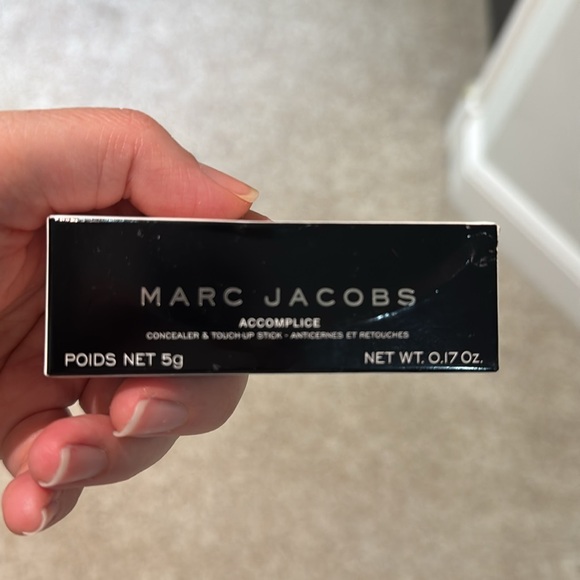 MARC JACOBS
ACCOMPLICE
CONCEALER & TOUCH-UP STICK - ANTICERNES ET RETOUCHES
POIDS NET 5g NET WT. 0.17 Oz.